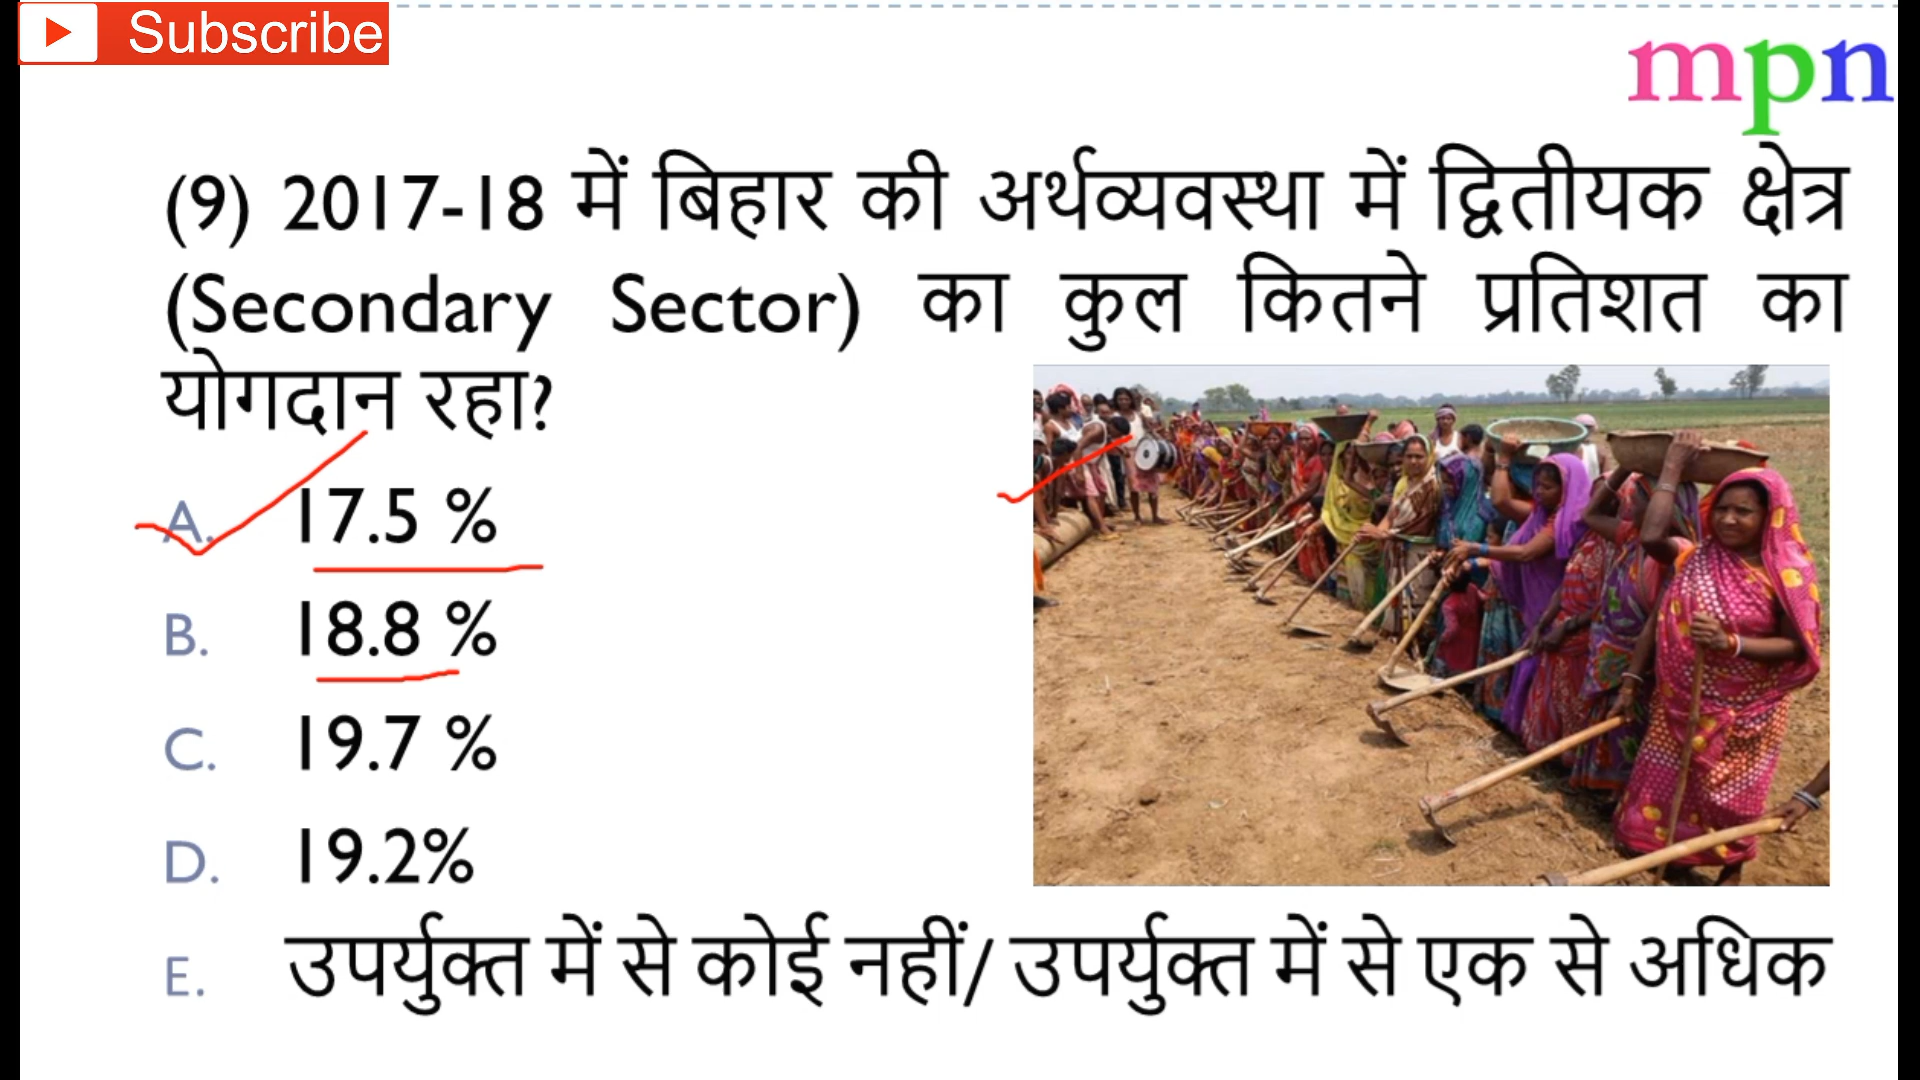 Subscribe
mpn
(9) 2017-18 में बिहार की अर्थव्यवस्था में द्वितीयक क्षेत्र
(Secondary Sector) का कुल कितने प्रतिशत का
योगदान रहा?
A. 17.5 %
B. 18.8 %
C. 19.7 %
D. 19.2%
E. उपर्युक्त में से कोई नहीं/ उपर्युक्त में से एक से अधिक